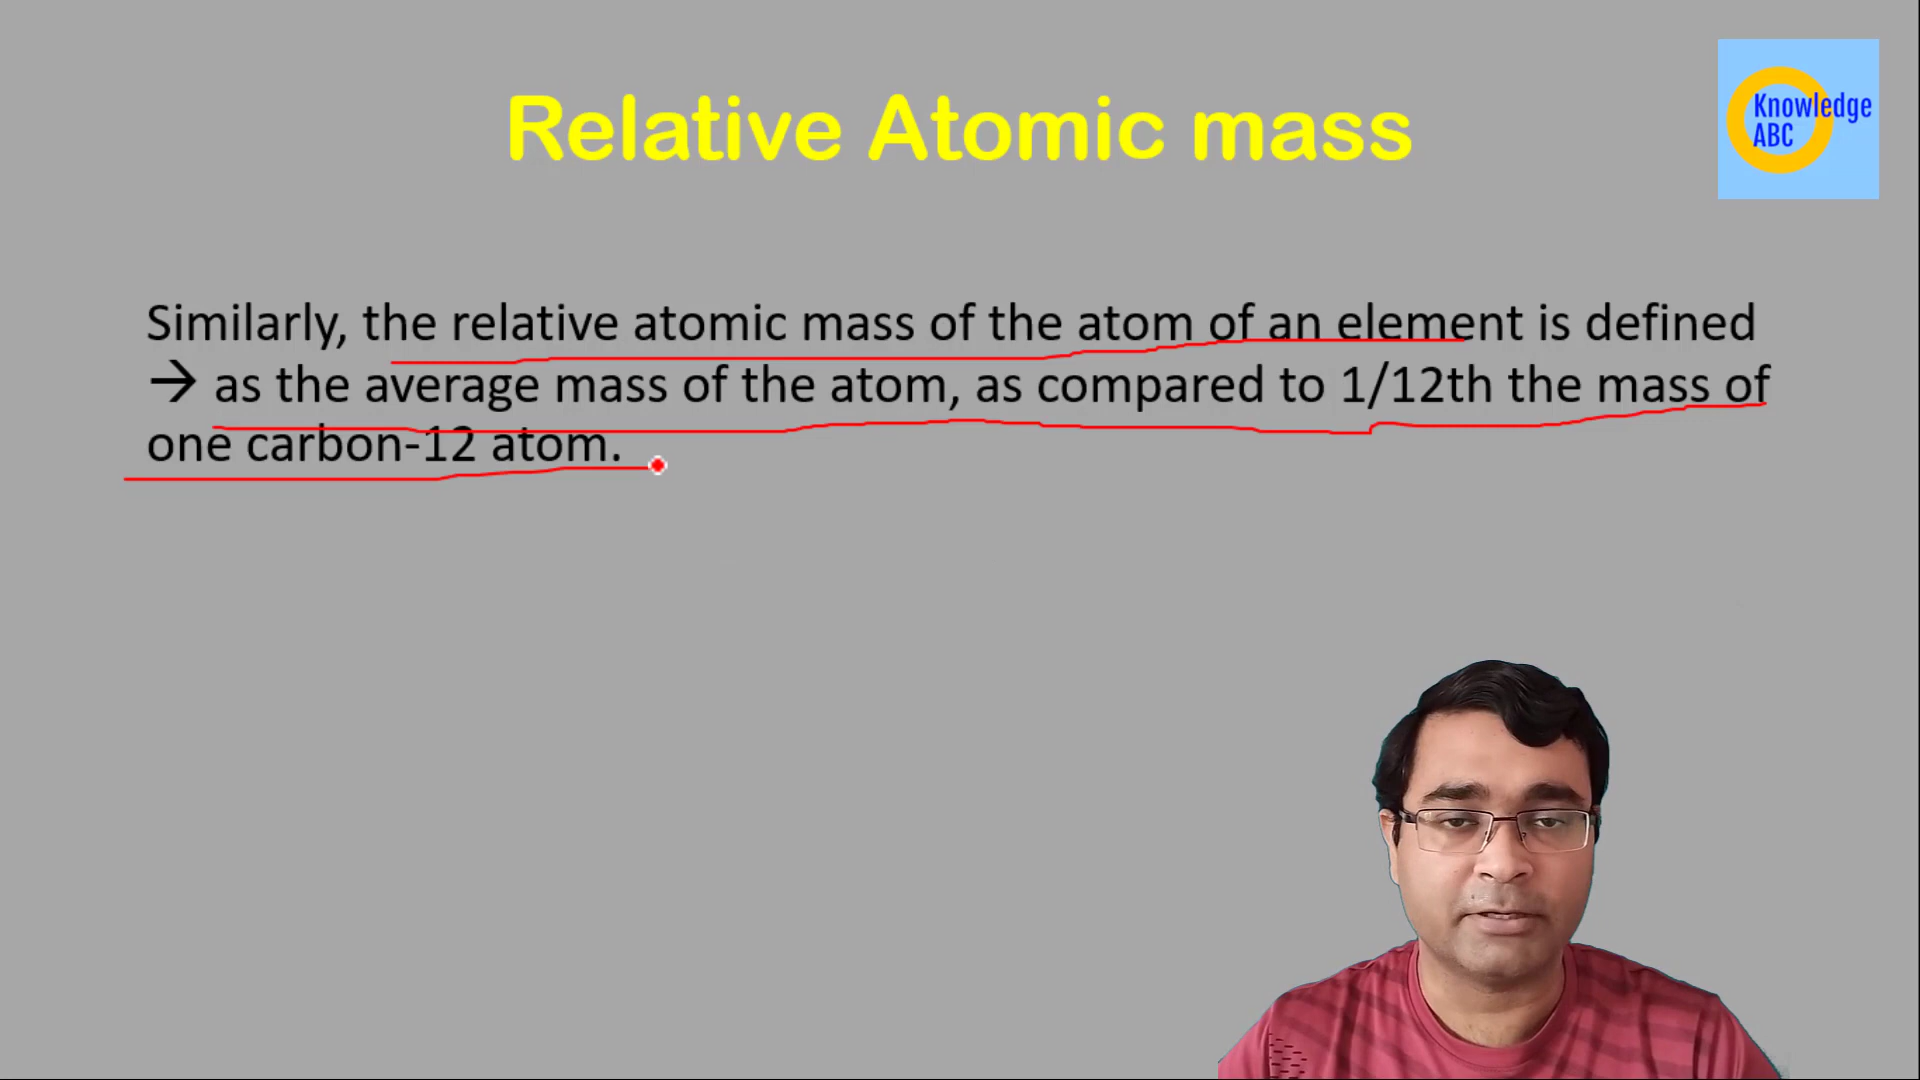 Relative Atomic mass
Knowledge
ABC
Similarly, the relative atomic mass of the atom of an element is defined
→ as the average mass of the atom, as compared to 1/12th the mass of
one carbon-12 atom.